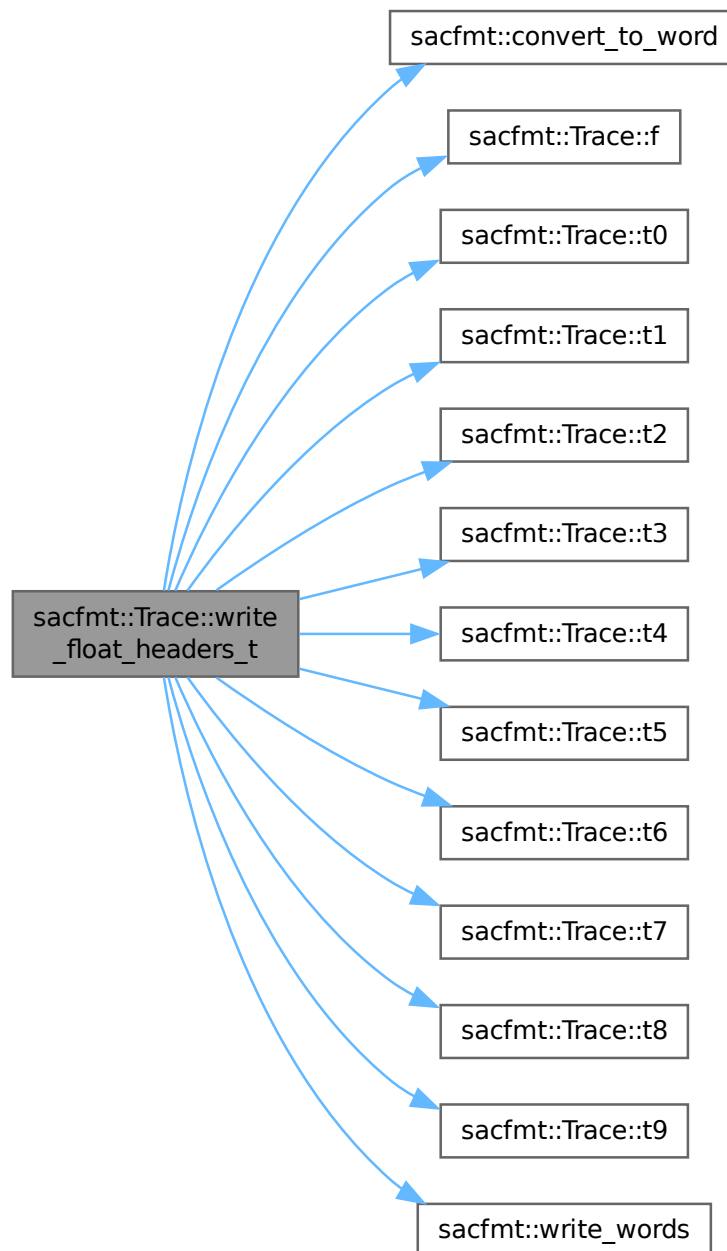 sacfmt::convert_to_word
sacfmt::Trace::f
sacfmt::Trace::t0
sacfmt::Trace::t1
sacfmt::Trace::t2
sacfmt::Trace::t3
sacfmt::Trace::write
_float_headers_t
sacfmt::Trace::t4
sacfmt::Trace::t5
sacfmt::Trace::t6
sacfmt::Trace::t7
sacfmt::Trace::t8
sacfmt::Trace::t9
sacfmt::write_words